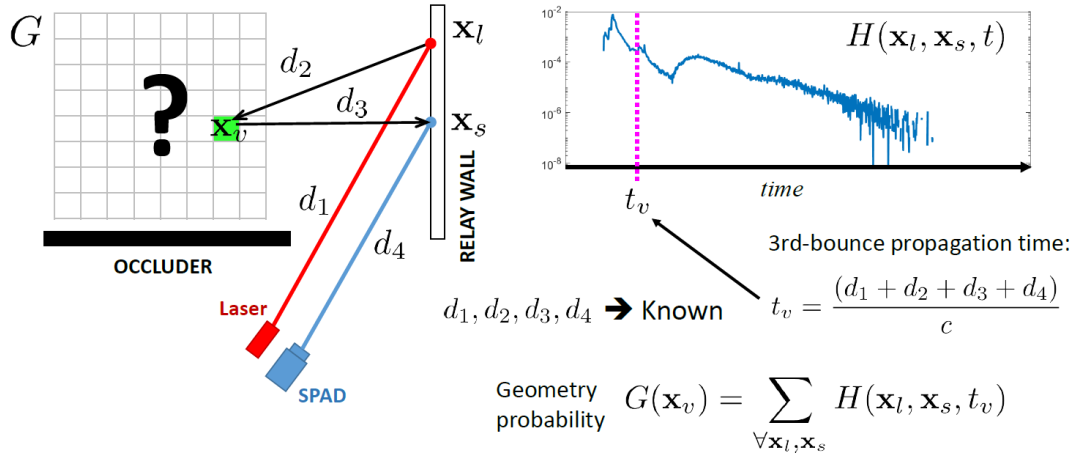 G
?
x_v
d_2
d_3
x_l
x_s
d_1
d_4
RELAY WALL
OCCLUDER
Laser
SPAD
10^-2
10^-4
10^-6
10^-8
H(x_l, x_s, t)
time
t_v
3rd-bounce propagation time:
d_1, d_2, d_3, d_4 → Known
t_v = (d_1 + d_2 + d_3 + d_4) / c
Geometry
probability
G(x_v) = ∑ H(x_l, x_s, t_v)
∀x_l,x_s